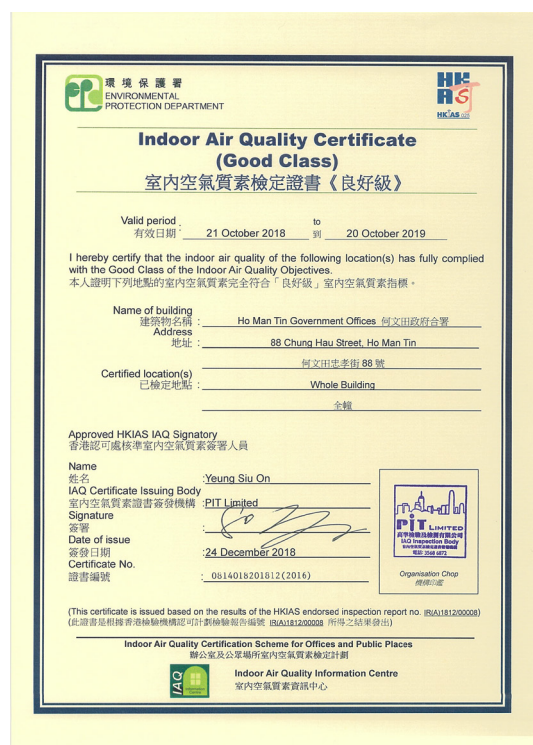 環境保護署
ENVIRONMENTAL
PROTECTION DEPARTMENT
HK
AS
HKIAS 025
Indoor Air Quality Certificate
(Good Class)
室內空氣質素檢定證書《良好級》
Valid period : 21 October 2018 to 20 October 2019
有效日期 到
I hereby certify that the indoor air quality of the following location(s) has fully complied
with the Good Class of the Indoor Air Quality Objectives.
本人證明下列地點的室內空氣質素完全符合「良好級」室內空氣質素指標。
Name of building
建築物名稱 : Ho Man Tin Government Offices 何文田政府合署
Address
地址 : 88 Chung Hau Street, Ho Man Tin
何文田忠孝街 88 號
Certified location(s)
已檢定地點 : Whole Building
全幢
Approved HKIAS IAQ Signatory
香港認可處核準室內空氣質素簽署人員
Name
姓名 :Yeung Siu On
IAQ Certificate Issuing Body
室內空氣質素證書簽發機構 :PIT Limited
Signature
簽署 :
Date of issue
簽發日期 :24 December 2018
Certificate No.
證書編號 : 0814018201812(2016)
PiT LIMITED
IAQ Inspection Body
電話: 3568 6872
Organisation Chop
機構印鑑
(This certificate is issued based on the results of the HKIAS endorsed inspection report no. IR(A)1812/00008)
(此證書是根據香港檢驗機構認可計劃檢驗報告編號 IR(A)1812/00008 所得之結果發出)
Indoor Air Quality Certification Scheme for Offices and Public Places
辦公室及公眾場所室內空氣質素檢定計劃
IAQ
Information
Centre
Indoor Air Quality Information Centre
室內空氣質素資訊中心